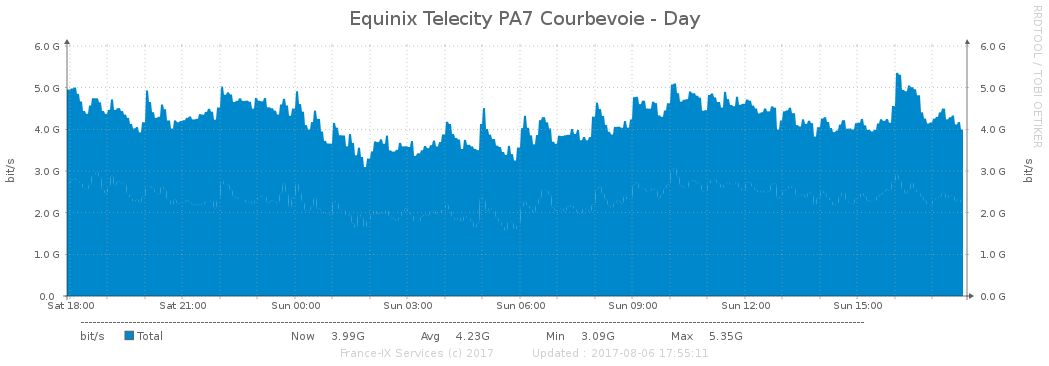 Equinix Telecity PA7 Courbevoie - Day
RRDTOOL / TOBI OETIKER
bit/s
6.0 G
5.0 G
4.0 G
3.0 G
2.0 G
1.0 G
0.0
6.0 G
5.0 G
4.0 G
3.0 G
2.0 G
1.0 G
0.0 G
bit/s
Sat 18:00 Sat 21:00 Sun 00:00 Sun 03:00 Sun 06:00 Sun 09:00 Sun 12:00 Sun 15:00
bit/s Total Now 3.99G Avg 4.23G Min 3.09G Max 5.35G
France-IX Services (c) 2017 Updated : 2017-08-06 17:55:11